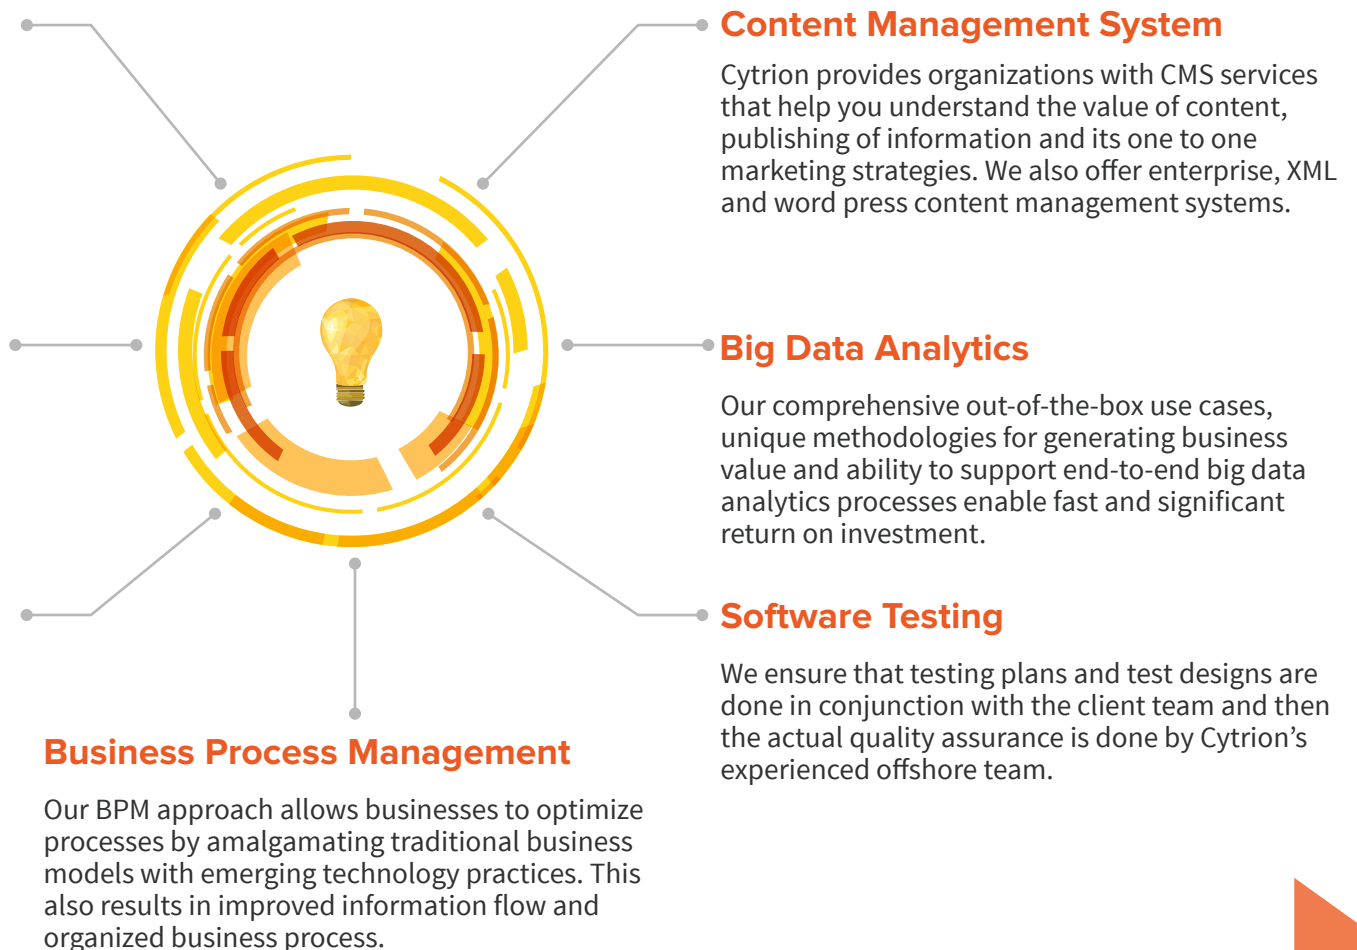 Content Management System
Cytrion provides organizations with CMS services
that help you understand the value of content,
publishing of information and its one to one
marketing strategies. We also offer enterprise, XML
and word press content management systems.
Big Data Analytics
Our comprehensive out-of-the-box use cases,
unique methodologies for generating business
value and ability to support end-to-end big data
analytics processes enable fast and significant
return on investment.
Software Testing
We ensure that testing plans and test designs are
done in conjunction with the client team and then
the actual quality assurance is done by Cytrion’s
experienced offshore team.
Business Process Management
Our BPM approach allows businesses to optimize
processes by amalgamating traditional business
models with emerging technology practices. This
also results in improved information flow and
organized business process.